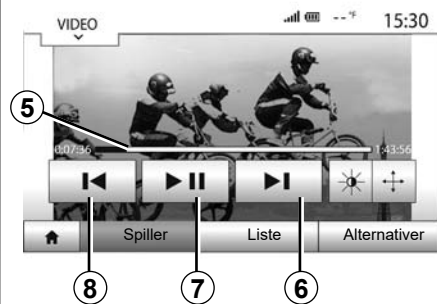 VIDEO
--°F
15:30
5
0:07:36
1:43:56
Spiller
Liste
Alternativer
8
7
6